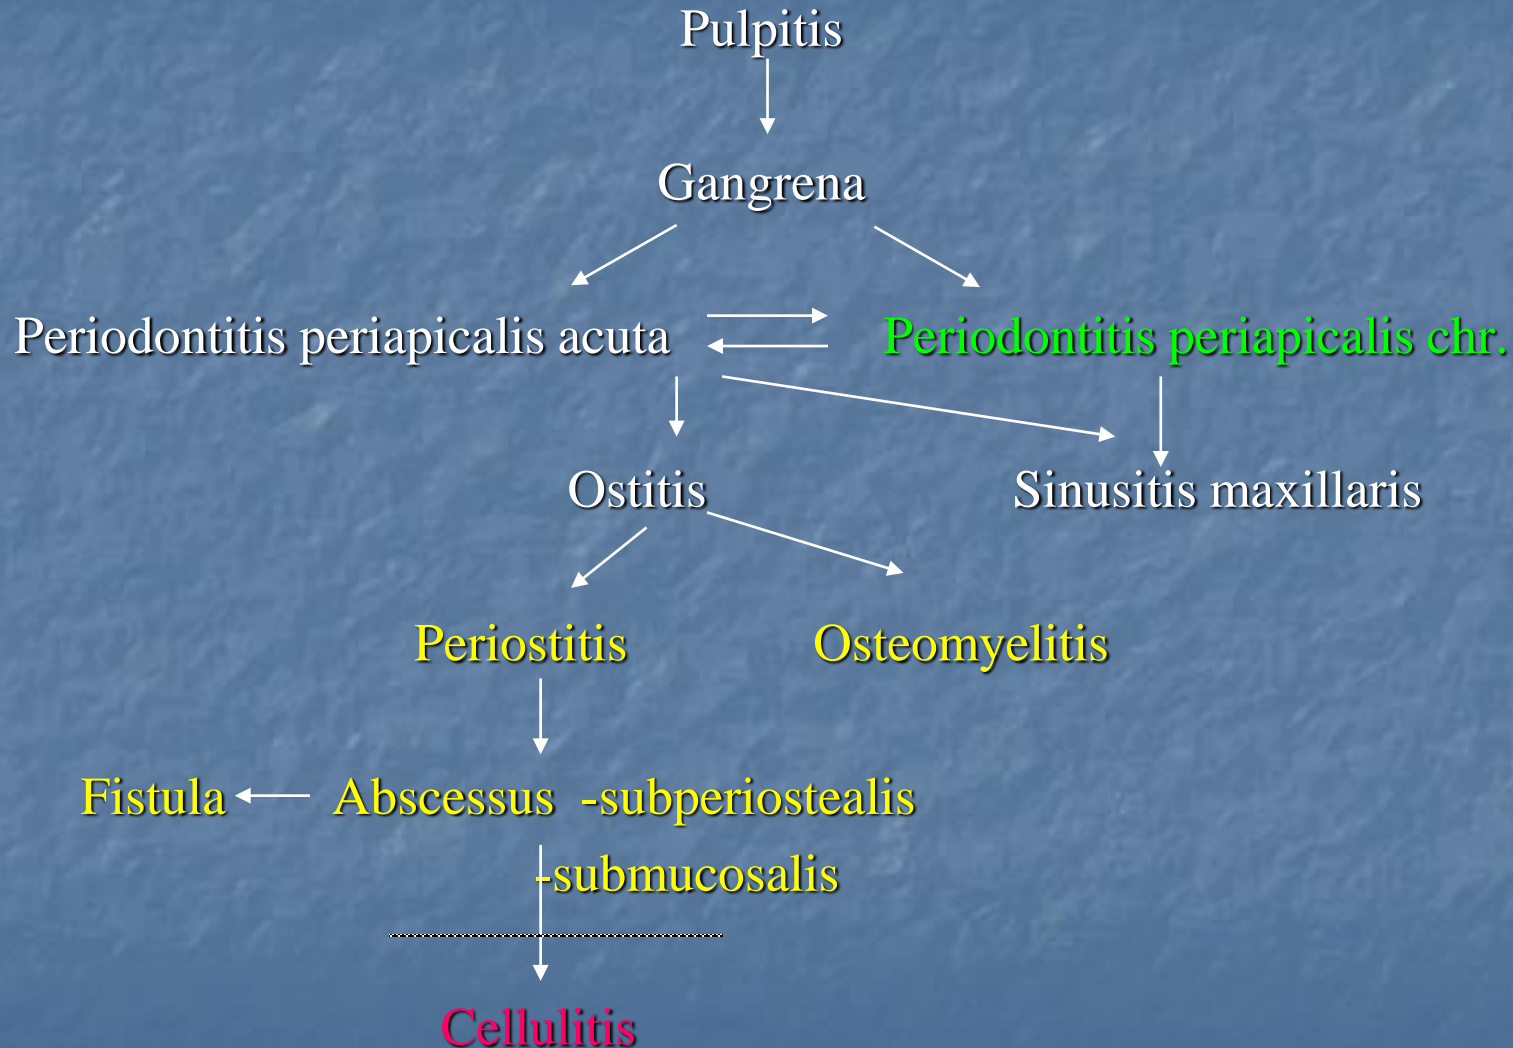 Pulpitis
Gangrena
Periodontitis periapicalis acuta
Periodontitis periapicalis chr.
Ostitis
Sinusitis maxillaris
Periostitis
Osteomyelitis
Fistula
Abscessus -subperiostealis
-submucosalis
Cellulitis